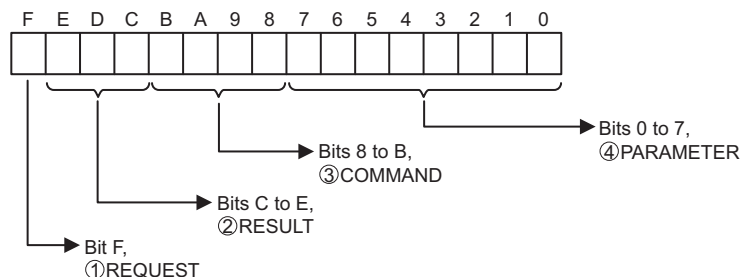 F E D C B A 9 8 7 6 5 4 3 2 1 0
Bits 0 to 7,
④PARAMETER
Bits 8 to B,
③COMMAND
Bits C to E,
②RESULT
Bit F,
①REQUEST